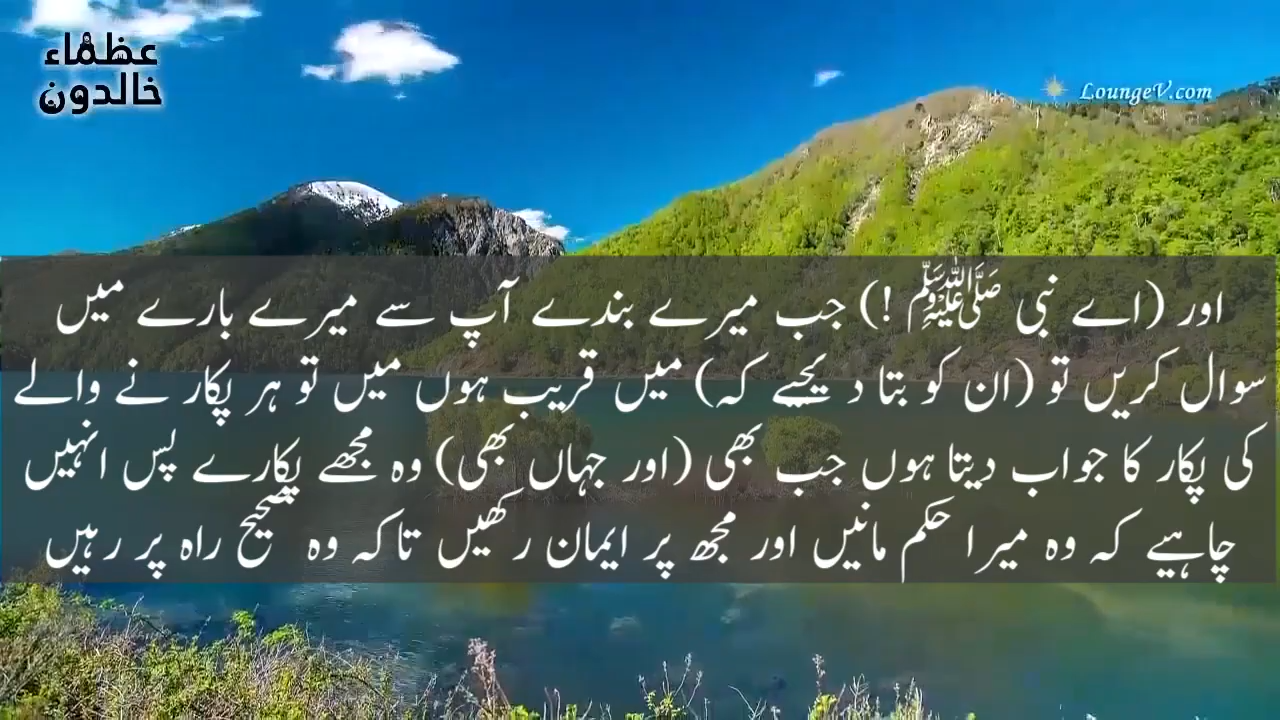 عظماء
خالدون
LoungeV.com
اور (اے نبی ﷺ !) جب میرے بندے آپ سے میرے بارے میں
سوال کریں تو (ان کو بتا دیجیے کہ) میں قریب ہوں میں تو ہر پکار نے والے
کی پکار کا جواب دیتا ہوں جب بھی (اور جہاں بھی) وہ مجھے پکارے پس انہیں
چاہیے کہ وہ میرا حکم مانیں اور مجھ پر ایمان رکھیں تاکہ وہ صحیح راہ پر رہیں